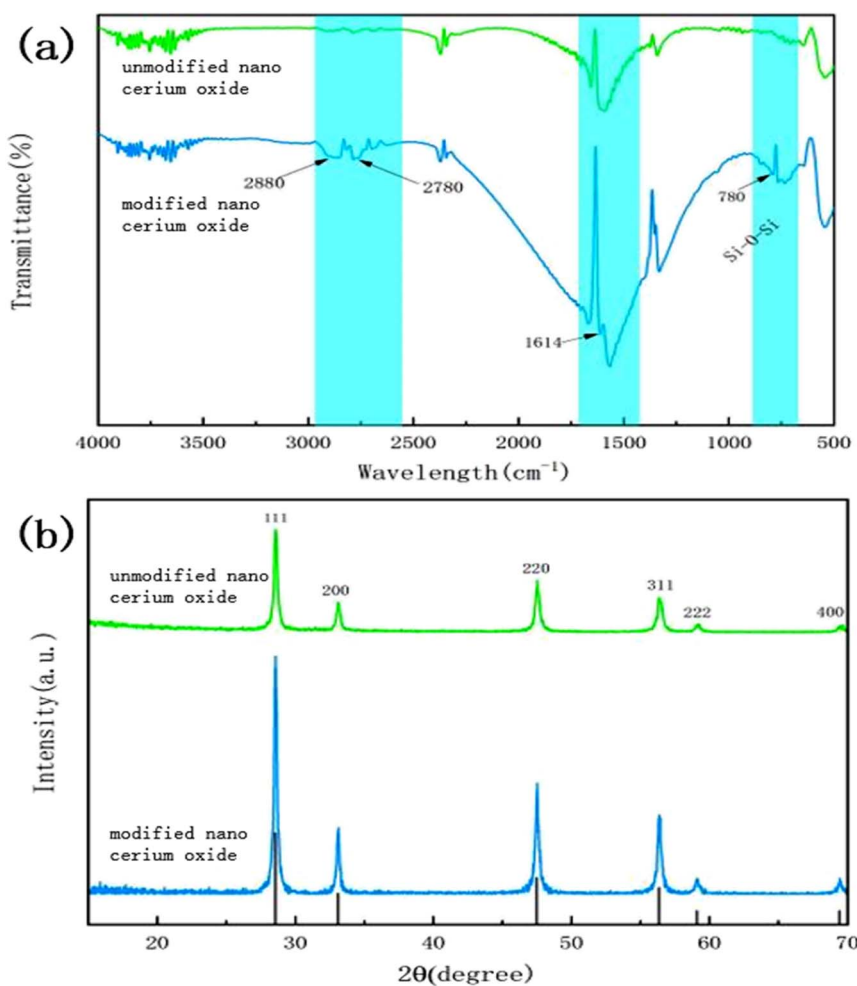 (a)
unmodified nano
cerium oxide
2880
2780
modified nano
cerium oxide
780
Si-O-Si
1614
Transmittance(%)
4000 3500 3000 2500 2000 1500 1000 500
Wavelength(cm⁻¹)
(b)
111
unmodified nano
cerium oxide
200
220
311
222
400
modified nano
cerium oxide
Intensity(a.u.)
20 30 40 50 60 70
2θ(degree)